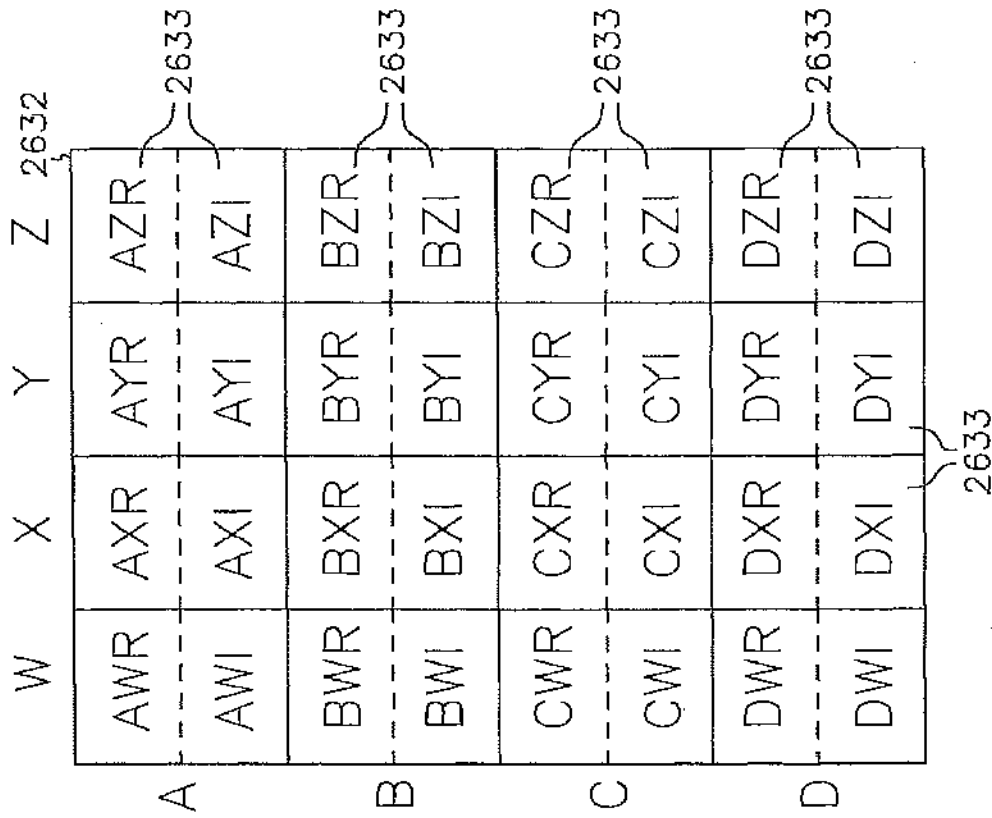 W X Y Z 2632
AWR AXR AYR AZR
A 2633
AWI AXI AYI AZI
BWR BXR BYR BZR
B 2633
BWI BXI BYI BZI
CWR CXR CYR CZR
C 2633
CWI CXI CYI CZI
DWR DXR DYR DZR
D 2633
DWI DXI DYI DZI
2633